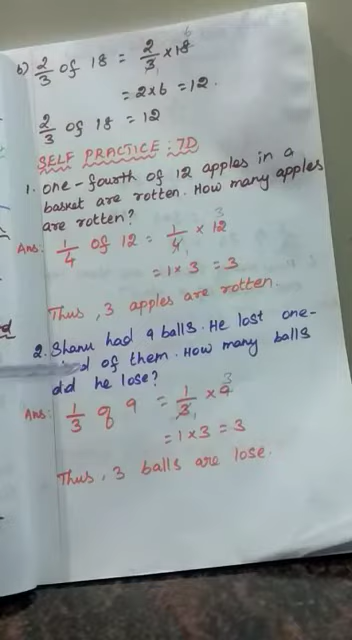 b) 2/3 of 18 = 2/3 × 18 6
= 2×6 = 12.
2/3 of 18 = 12
SELF PRACTICE : 7D
1. One-fourth of 12 apples in a
basket are rotten. How many apples
are rotten?
Ans: 1/4 of 12 = 1/4 1 × 12 3
= 1×3 = 3
Thus, 3 apples are rotten.
2. Shanu had 9 balls. He lost one-
of them. How many balls
did he lose?
Ans: 1/3 of 9 = 1/3 1 × 9 3
= 1×3 = 3
Thus, 3 balls are lose.